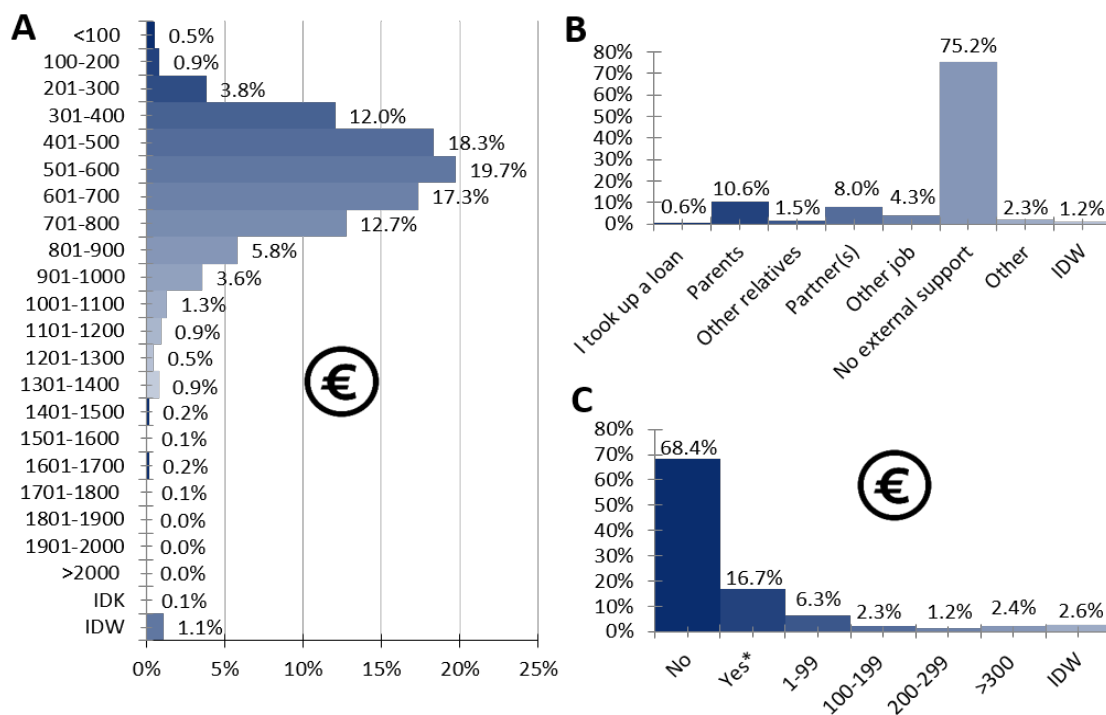 A
<100 0.5%
100-200 0.9%
201-300 3.8%
301-400 12.0%
401-500 18.3%
501-600 19.7%
601-700 17.3%
701-800 12.7%
801-900 5.8%
901-1000 3.6%
1001-1100 1.3%
1101-1200 0.9%
1201-1300 0.5%
1301-1400 0.9%
1401-1500 0.2%
1501-1600 0.1%
1601-1700 0.2%
1701-1800 0.1%
1801-1900 0.0%
1901-2000 0.0%
>2000 0.0%
IDK 0.1%
IDW 1.1%
0% 5% 10% 15% 20% 25%
€
B
80%
70%
60%
50%
40%
30%
20%
10%
0%
0.6% 10.6% 1.5% 8.0% 4.3% 75.2% 2.3% 1.2%
I took up a loan
Parents
Other relatives
Partner(s)
Other job
No external support
Other
IDW
C
80%
70%
60%
50%
40%
30%
20%
10%
0%
68.4% 16.7% 6.3% 2.3% 1.2% 2.4% 2.6%
€
No
Yes*
1-99
100-199
200-299
>300
IDW